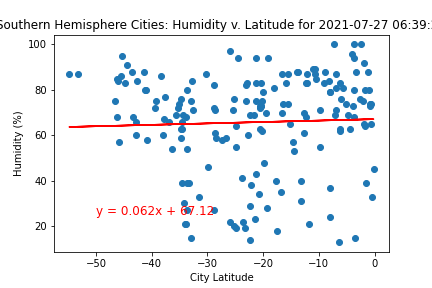 Southern Hemisphere Cities: Humidity v. Latitude for 2021-07-27 06:39:
100
80
60
40
20
Humidity (%)
y = 0.062x + 67.12
−50
−40
−30
−20
−10
0
City Latitude